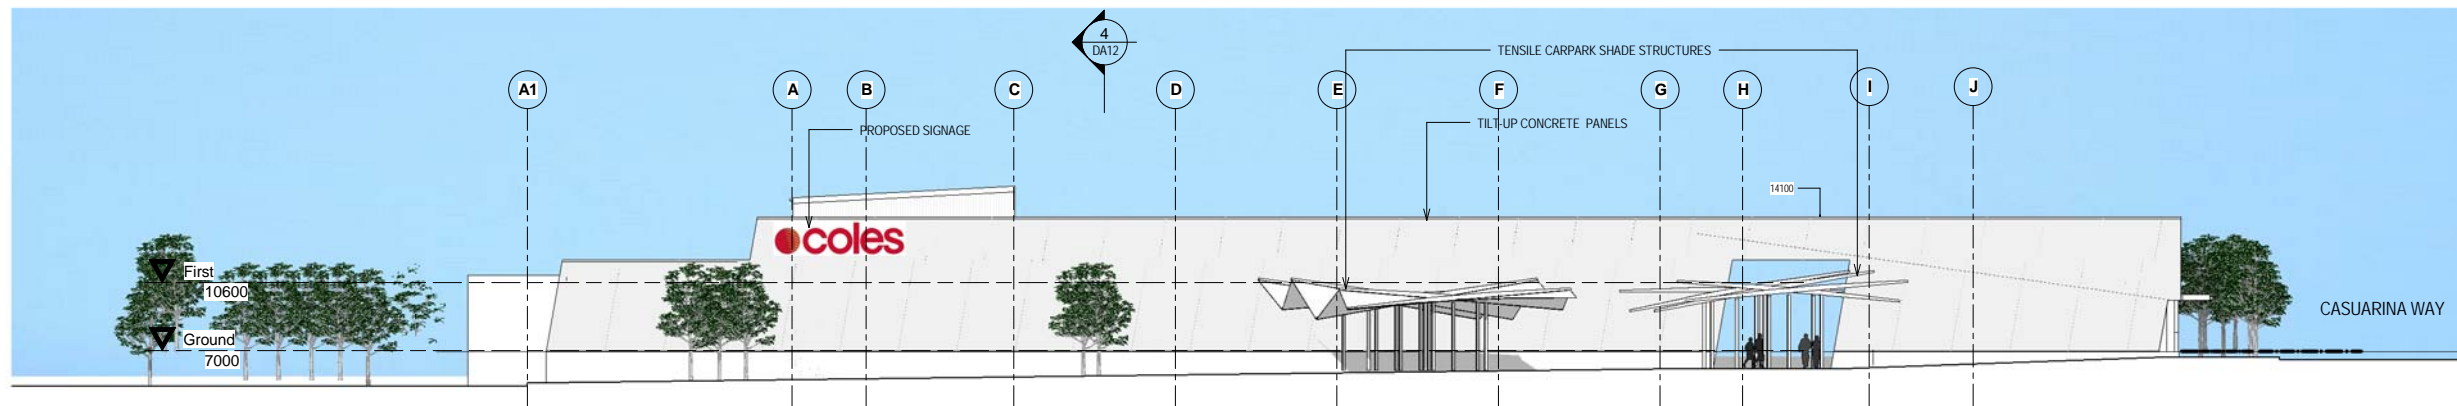 4
DA12
TENSILE CARPARK SHADE STRUCTURES
A1
A
B
C
D
E
F
G
H
I
J
PROPOSED SIGNAGE
TILT-UP CONCRETE PANELS
14100
coles
First
10600
CASUARINA WAY
Ground
7000